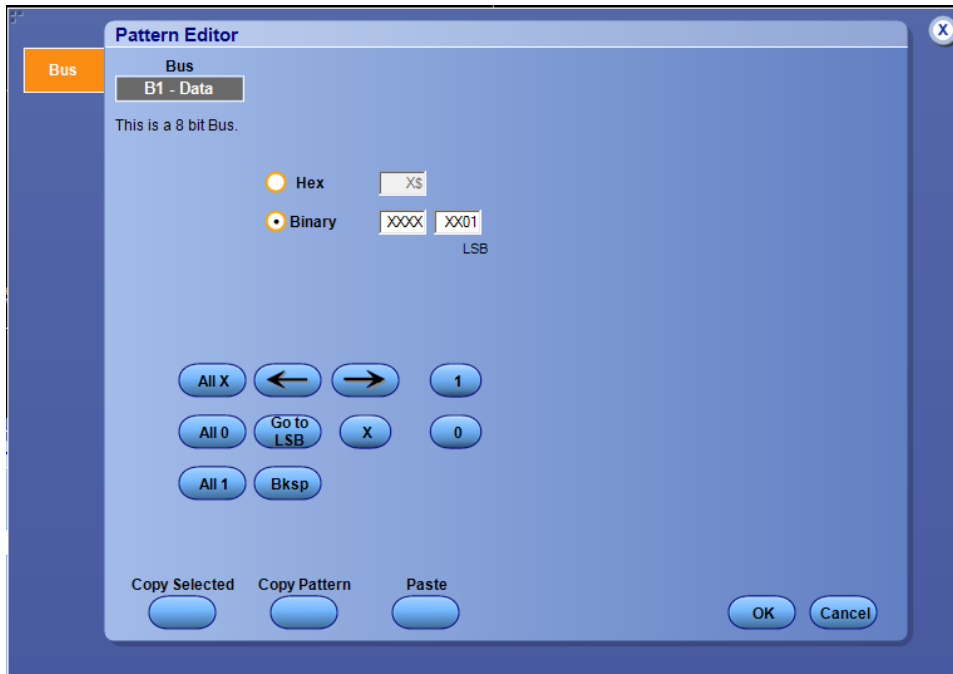 Pattern Editor
X
Bus
Bus
B1 - Data
This is a 8 bit Bus.
Hex
X$
Binary
XXXX
XX01
LSB
All X
1
All 0
Go to
LSB
X
0
All 1
Bksp
Copy Selected
Copy Pattern
Paste
OK
Cancel